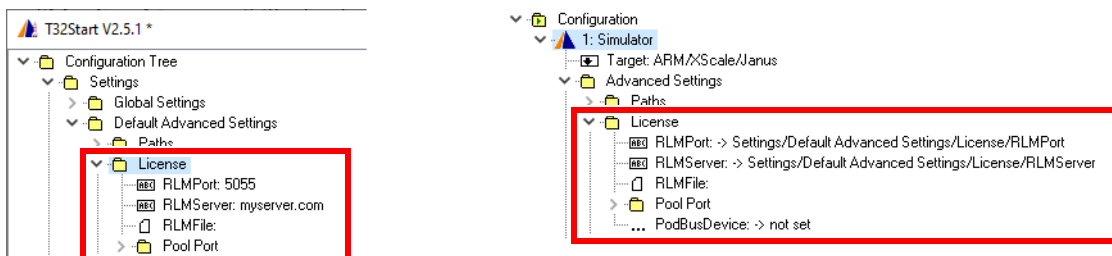 T32Start V2.5.1 *
Configuration Tree
Settings
Global Settings
Default Advanced Settings
Paths
License
RLMPort: 5055
RLMServer: myserver.com
RLMFile:
Pool Port
Configuration
1: Simulator
Target: ARM/XScale/Janus
Advanced Settings
Paths
License
RLMPort: -> Settings/Default Advanced Settings/License/RLMPort
RLMServer: -> Settings/Default Advanced Settings/License/RLMServer
RLMFile:
Pool Port
PodBusDevice: -> not set